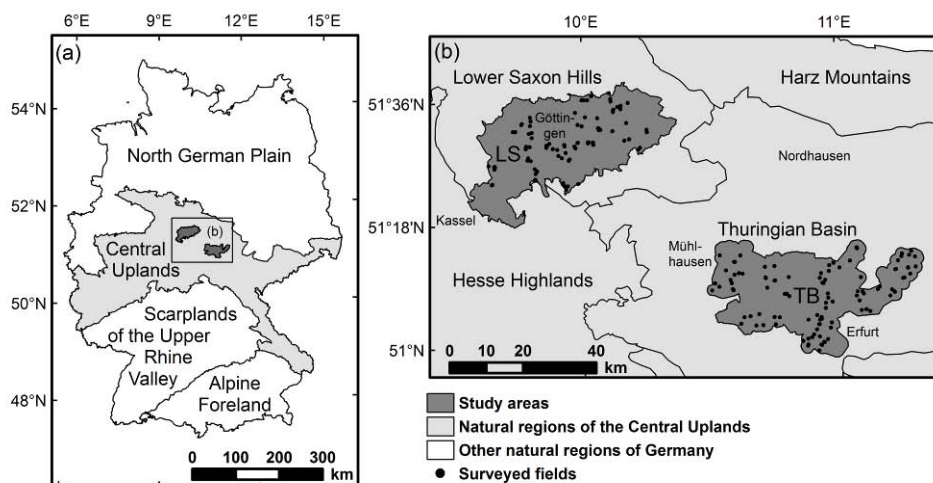 6°E 9°E 12°E 15°E
(a)
54°N
52°N
50°N
48°N
North German Plain
(b)
Central
Uplands
Scarplands
of the Upper
Rhine
Valley
Alpine
Foreland
0 100 200 300
km
10°E 11°E
(b)
51°36'N
51°18'N
51°N
Lower Saxon Hills
Harz Mountains
Göttin-
gen
LS
Nordhausen
Kassel
Thuringian Basin
Mühl-
hausen
Hesse Highlands
TB
Erfurt
0 10 20 40
km
Study areas
Natural regions of the Central Uplands
Other natural regions of Germany
Surveyed fields